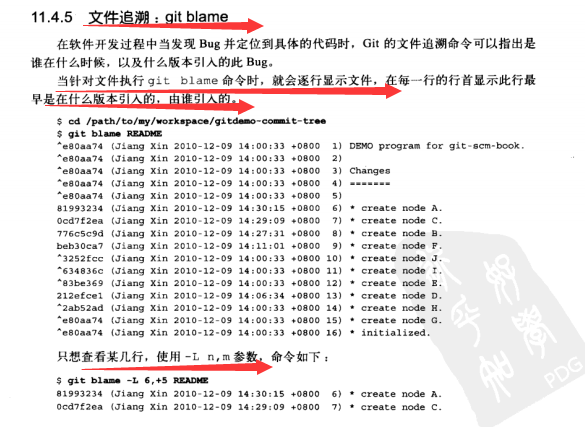 11.4.5 文件追溯：git blame
在软件开发过程中当发现 Bug 并定位到具体的代码时，Git 的文件追溯命令可以指出是
谁在什么时候，以及什么版本引入的此 Bug。
当针对文件执行 git blame 命令时，就会逐行显示文件，在每一行的行首显示此行最
早是在什么版本引入的，由谁引入的。
$ cd /path/to/my/workspace/gitdemo-commit-tree
$ git blame README
^e80aa74 (Jiang Xin 2010-12-09 14:00:33 +0800  1) DEMO program for git-scm-book.
^e80aa74 (Jiang Xin 2010-12-09 14:00:33 +0800  2)
^e80aa74 (Jiang Xin 2010-12-09 14:00:33 +0800  3) Changes
^e80aa74 (Jiang Xin 2010-12-09 14:00:33 +0800  4) =======
^e80aa74 (Jiang Xin 2010-12-09 14:00:33 +0800  5)
81993234 (Jiang Xin 2010-12-09 14:30:15 +0800  6) * create node A.
0cd7f2ea (Jiang Xin 2010-12-09 14:29:09 +0800  7) * create node C.
776c5c9d (Jiang Xin 2010-12-09 14:27:31 +0800  8) * create node B.
beb30ca7 (Jiang Xin 2010-12-09 14:11:01 +0800  9) * create node F.
^3252fcc (Jiang Xin 2010-12-09 14:00:33 +0800 10) * create node J.
^634836c (Jiang Xin 2010-12-09 14:00:33 +0800 11) * create node I.
^83be369 (Jiang Xin 2010-12-09 14:00:33 +0800 12) * create node E.
212efce1 (Jiang Xin 2010-12-09 14:06:34 +0800 13) * create node D.
^2ab52ad (Jiang Xin 2010-12-09 14:00:33 +0800 14) * create node H.
^e80aa74 (Jiang Xin 2010-12-09 14:00:33 +0800 15) * create node G.
^e80aa74 (Jiang Xin 2010-12-09 14:00:33 +0800 16) * initialized.
只想查看某几行，使用 -L n,m 参数，命令如下：
$ git blame -L 6,+5 README
81993234 (Jiang Xin 2010-12-09 14:30:15 +0800  6) * create node A.
0cd7f2ea (Jiang Xin 2010-12-09 14:29:09 +0800  7) * create node C.
PDG